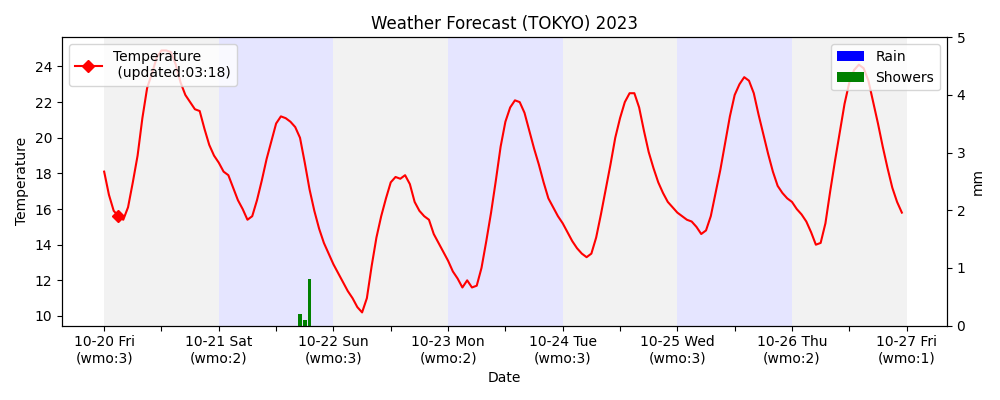 Weather Forecast (TOKYO) 2023
Temperature
(updated:03:18)
Rain
Showers
Temperature
24
22
20
18
16
14
12
10
5
4
3
2
1
0
mm
10-20 Fri
(wmo:3)
10-21 Sat
(wmo:2)
10-22 Sun
(wmo:3)
10-23 Mon
(wmo:2)
10-24 Tue
(wmo:3)
10-25 Wed
(wmo:3)
10-26 Thu
(wmo:2)
10-27 Fri
(wmo:1)
Date